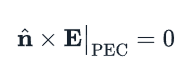 n̂ × E|PEC = 0